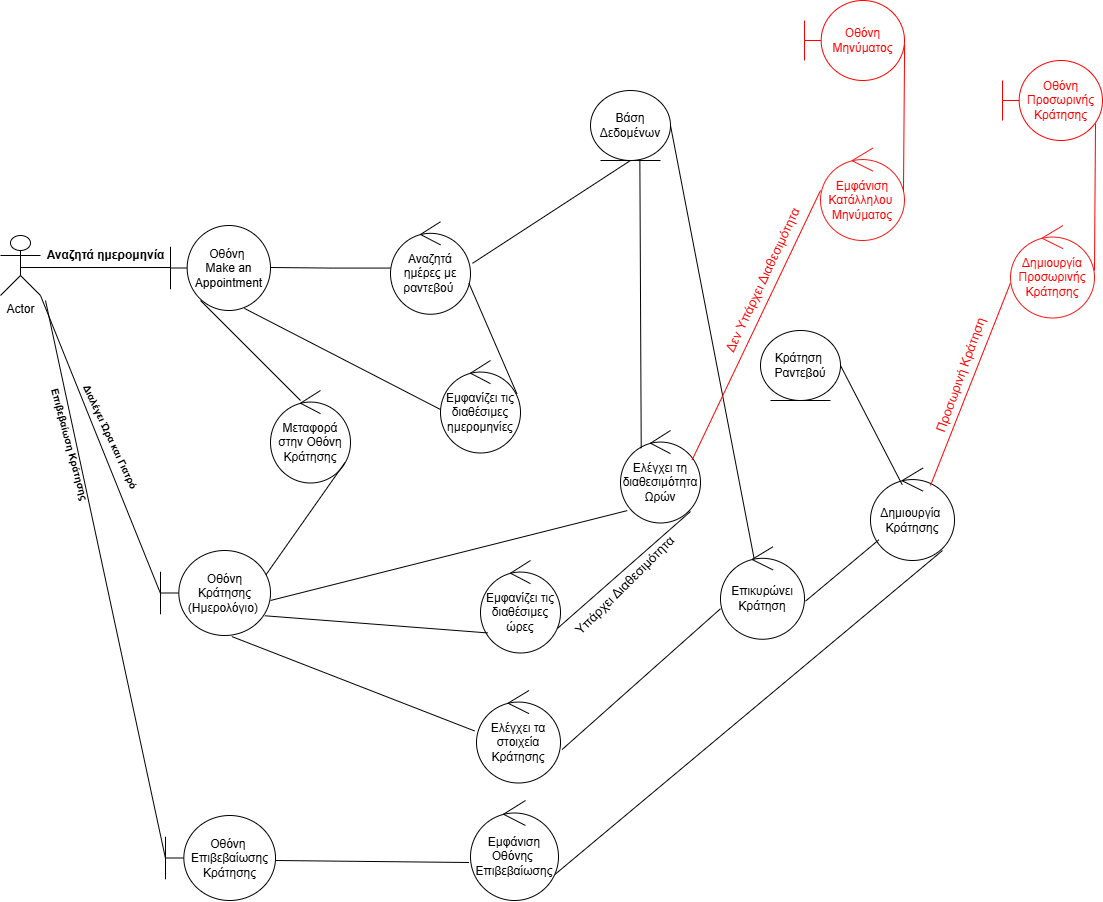 Οθόνη
Μηνύματος
Οθόνη
Προσωρινής
Κράτησης
Βάση
Δεδομένων
Εμφάνιση
Κατάλληλου
Μηνύματος
Δεν Υπάρχει Διαθεσιμότητα
Αναζητά ημερομηνία
Actor
Οθόνη
Make an
Appointment
Αναζητά
ημέρες με
ραντεβού
Δημιουργία
Προσωρινής
Κράτησης
Προσωρινή Κράτηση
Κράτηση
Ραντεβού
Εμφανίζει τις
διαθέσιμες
ημερομηνίες
Μεταφορά
στην Οθόνη
Κράτησης
Διαλέγει Ώρα και Γιατρό
Επιβεβαίωση Κράτησης
Ελέγχει τη
διαθεσιμότητα
Ωρών
Δημιουργία
Κράτησης
Υπάρχει Διαθεσιμότητα
Οθόνη
Κράτησης
(Ημερολόγιο)
Εμφανίζει τις
διαθέσιμες
ώρες
Επικυρώνει
Κράτηση
Ελέγχει τα
στοιχεία
Κράτησης
Οθόνη
Επιβεβαίωσης
Κράτησης
Εμφάνιση
Οθόνης
Επιβεβαίωσης